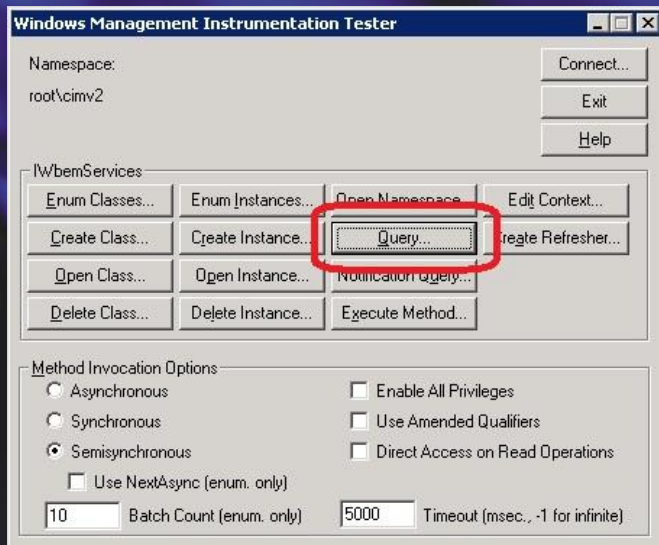 Windows Management Instrumentation Tester
Namespace:
root\cimv2
Connect...
Exit
Help
IWbemServices
Enum Classes... Enum Instances... Open Namespace... Edit Context...
Create Class... Create Instance... Query... Create Refresher...
Open Class... Open Instance... Notification Query...
Delete Class... Delete Instance... Execute Method...
Method Invocation Options
Asynchronous Enable All Privileges
Synchronous Use Amended Qualifiers
Semisynchronous Direct Access on Read Operations
Use NextAsync (enum. only)
10 Batch Count (enum. only) 5000 Timeout (msec., -1 for infinite)